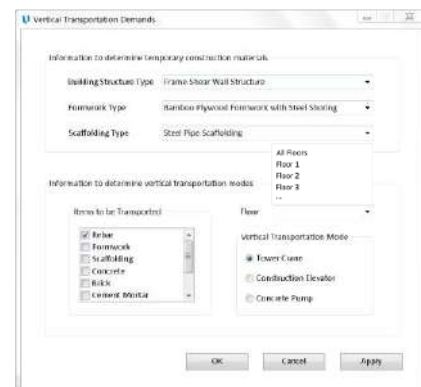 Vertical Transportation Demands
Information to determine temporary construction materials
Building Structure Type Frame Shear Wall Structure
Formwork Type Bamboo Plywood Formwork with Steel Shoring
Scaffolding Type Steel Pipe Scaffolding
All Floors
Floor 1
Floor 2
Floor 3
...
Information to determine vertical transportation modes
Items to be Transported Floor
Rebar
Formwork
Scaffolding
Concrete
Brick
Cement Mortar
Vertical Transportation Mode
Tower Crane
Construction Elevator
Concrete Pump
OK Cancel Apply